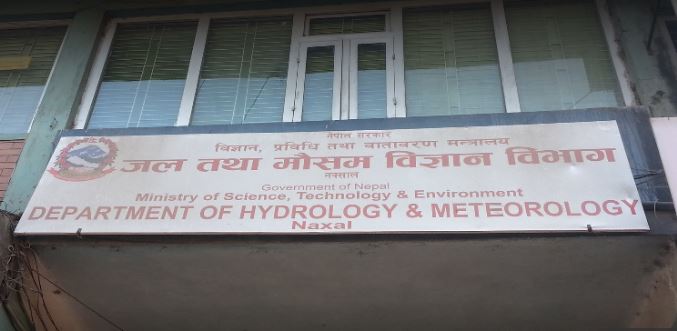 नेपाल सरकार
विज्ञान, प्रविधि तथा वातावरण मन्त्रालय
जल तथा मौसम विज्ञान विभाग
नक्साल
Government of Nepal
Ministry of Science, Technology & Environment
DEPARTMENT OF HYDROLOGY & METEOROLOGY
Naxal